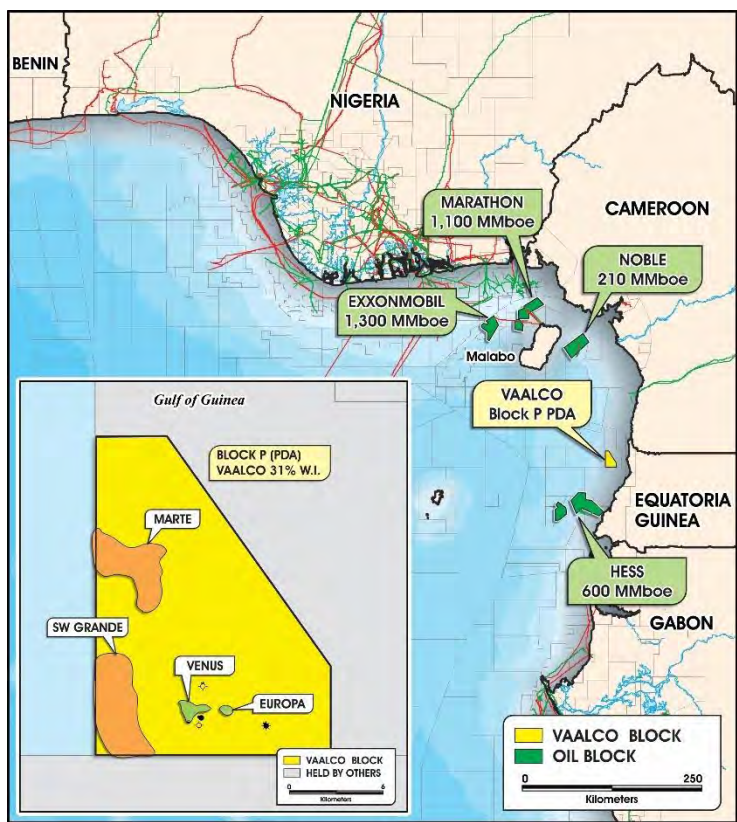 BENIN
NIGERIA
CAMEROON
MARATHON
1,100 MMboe
NOBLE
210 MMboe
EXXONMOBIL
1,300 MMboe
Malabo
VAALCO
Block P PDA
EQUATORIA
GUINEA
HESS
600 MMboe
GABON
Gulf of Guinea
BLOCK P (PDA)
VAALCO 31% W.I.
MARTE
SW GRANDE
VENUS
EUROPA
VAALCO BLOCK
HELD BY OTHERS
0 6
Kilometers
VAALCO BLOCK
OIL BLOCK
0 250
Kilometers